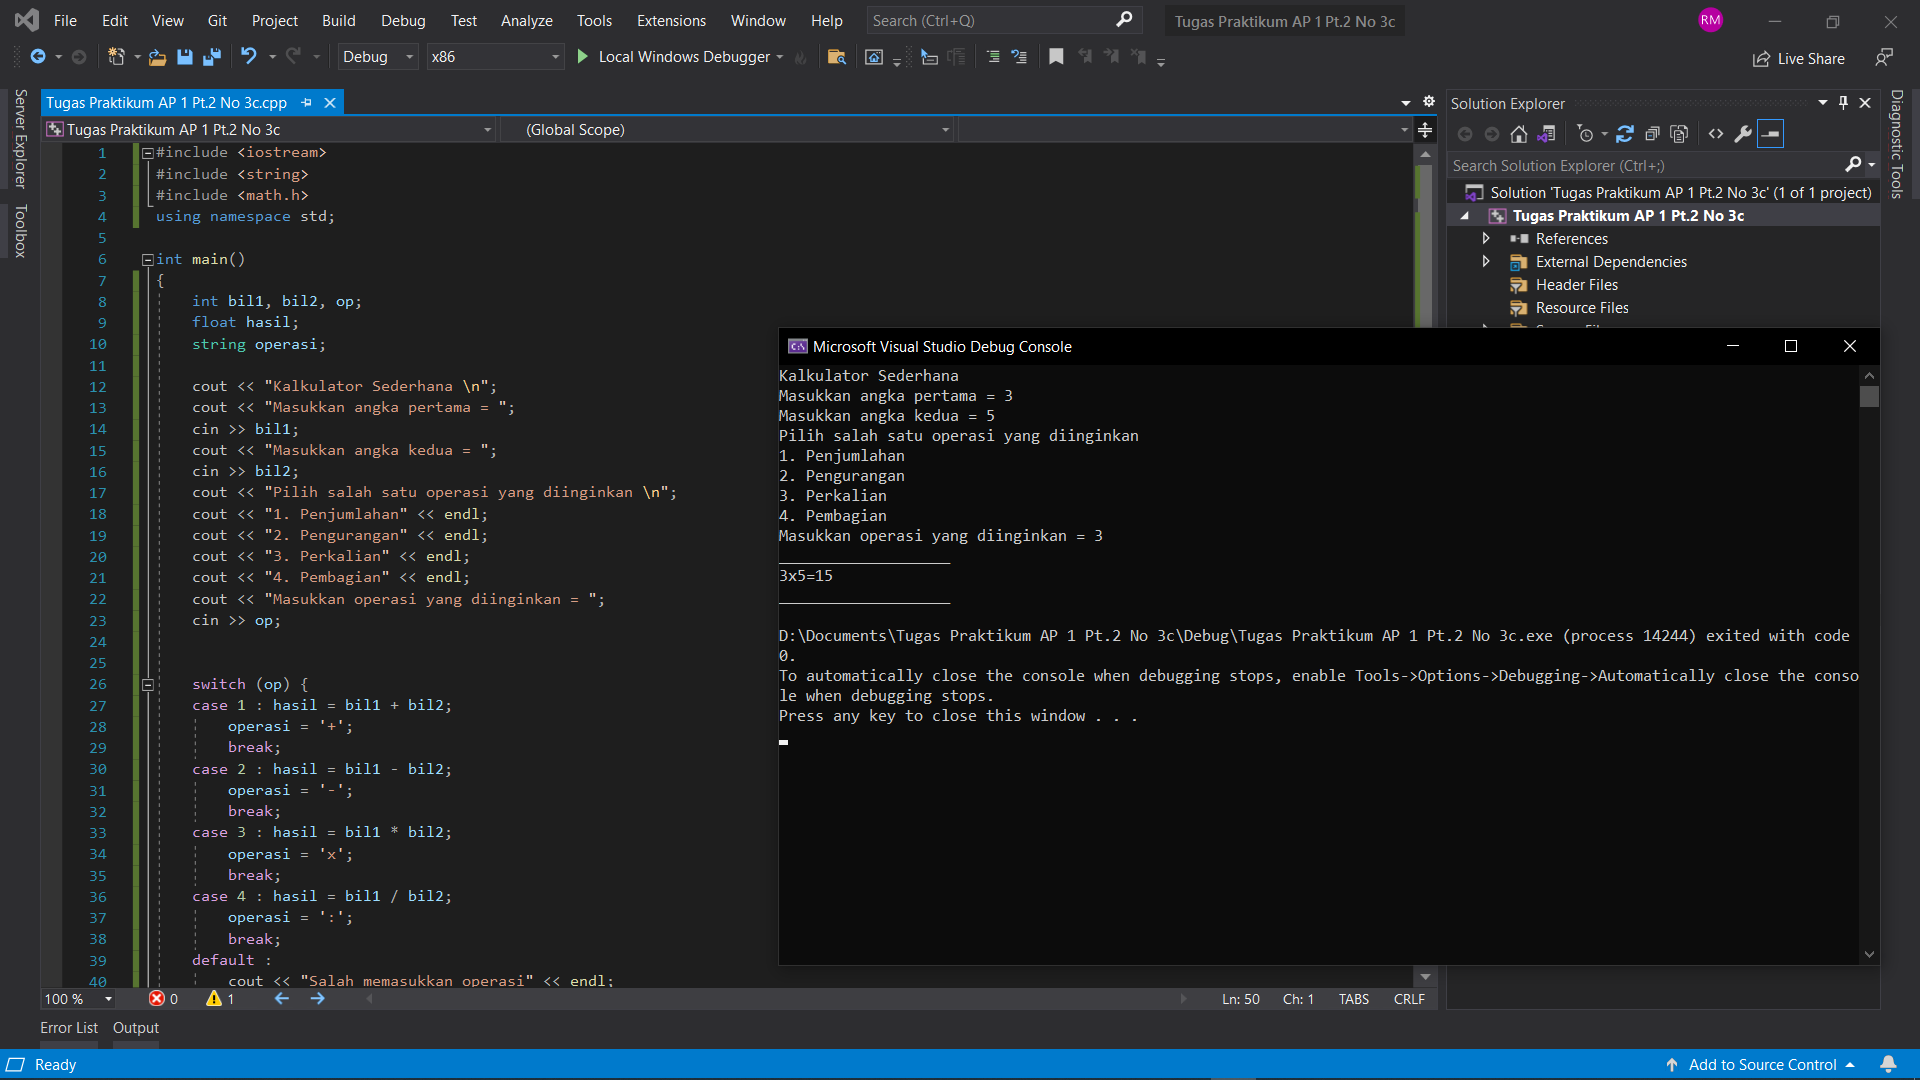 File Edit View Git Project Build Debug Test Analyze Tools Extensions Window Help Search (Ctrl+Q) Tugas Praktikum AP 1 Pt.2 No 3c RM
Debug x86 Local Windows Debugger Live Share
Server Explorer
Toolbox
Tugas Praktikum AP 1 Pt.2 No 3c.cpp
Tugas Praktikum AP 1 Pt.2 No 3c (Global Scope)
1 #include <iostream>
2 #include <string>
3 #include <math.h>
4 using namespace std;
5
6 int main()
7 {
8 int bil1, bil2, op;
9 float hasil;
10 string operasi;
11
12 cout << "Kalkulator Sederhana \n";
13 cout << "Masukkan angka pertama = ";
14 cin >> bil1;
15 cout << "Masukkan angka kedua = ";
16 cin >> bil2;
17 cout << "Pilih salah satu operasi yang diinginkan \n";
18 cout << "1. Penjumlahan" << endl;
19 cout << "2. Pengurangan" << endl;
20 cout << "3. Perkalian" << endl;
21 cout << "4. Pembagian" << endl;
22 cout << "Masukkan operasi yang diinginkan = ";
23 cin >> op;
24
25
26 switch (op) {
27 case 1 : hasil = bil1 + bil2;
28 operasi = '+';
29 break;
30 case 2 : hasil = bil1 - bil2;
31 operasi = '-';
32 break;
33 case 3 : hasil = bil1 * bil2;
34 operasi = 'x';
35 break;
36 case 4 : hasil = bil1 / bil2;
37 operasi = ':';
38 break;
39 default :
40 cout << "Salah memasukkan operasi" << endl;
100 % 0 1 Ln: 50 Ch: 1 TABS CRLF
Error List Output
Ready Add to Source Control
Solution Explorer
Search Solution Explorer (Ctrl+;)
Solution 'Tugas Praktikum AP 1 Pt.2 No 3c' (1 of 1 project)
Tugas Praktikum AP 1 Pt.2 No 3c
References
External Dependencies
Header Files
Resource Files
Diagnostic Tools
Microsoft Visual Studio Debug Console
Kalkulator Sederhana
Masukkan angka pertama = 3
Masukkan angka kedua = 5
Pilih salah satu operasi yang diinginkan
1. Penjumlahan
2. Pengurangan
3. Perkalian
4. Pembagian
Masukkan operasi yang diinginkan = 3
___________________
3x5=15
___________________
D:\Documents\Tugas Praktikum AP 1 Pt.2 No 3c\Debug\Tugas Praktikum AP 1 Pt.2 No 3c.exe (process 14244) exited with code
0.
To automatically close the console when debugging stops, enable Tools->Options->Debugging->Automatically close the conso
le when debugging stops.
Press any key to close this window . . .